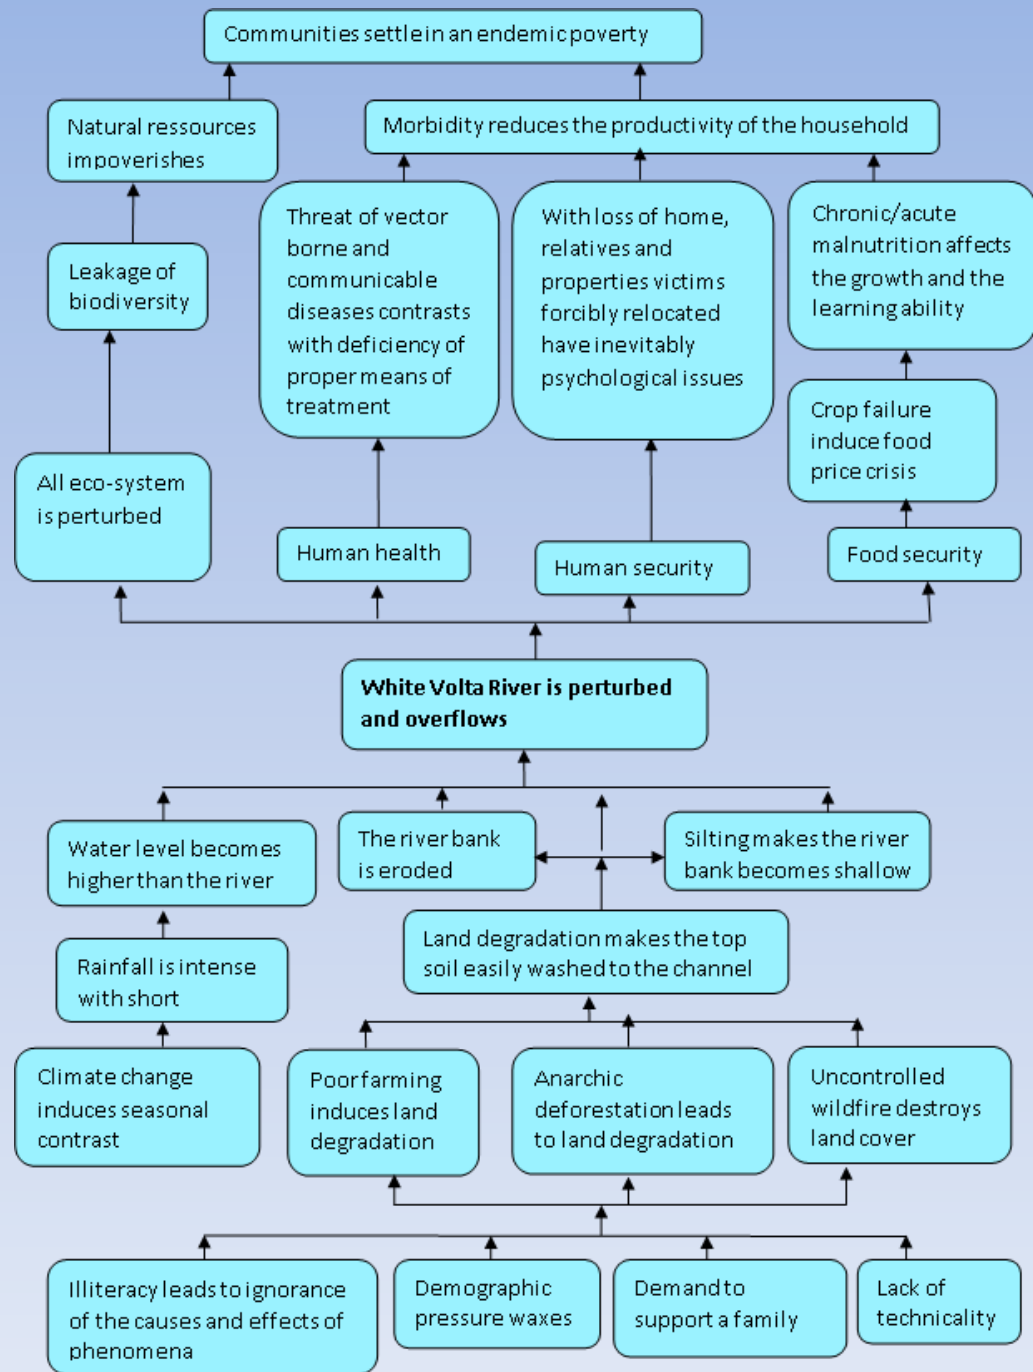 Communities settle in an endemic poverty
Natural ressources
impoverishes
Morbidity reduces the productivity of the household
Threat of vector
borne and
communicable
diseases contrasts
with deficiency of
proper means of
treatment
With loss of home,
relatives and
properties victims
forcibly relocated
have inevitably
psychological issues
Chronic/acute
malnutrition affects
the growth and the
learning ability
Leakage of
biodiversity
Crop failure
induce food
price crisis
All eco-system
is perturbed
Human health
Human security
Food security
White Volta River is perturbed
and overflows
Water level becomes
higher than the river
The river bank
is eroded
Silting makes the river
bank becomes shallow
Land degradation makes the top
soil easily washed to the channel
Rainfall is intense
with short
Climate change
induces seasonal
contrast
Poor farming
induces land
degradation
Anarchic
deforestation leads
to land degradation
Uncontrolled
wildfire destroys
land cover
Illiteracy leads to ignorance
of the causes and effects of
phenomena
Demographic
pressure waxes
Demand to
support a family
Lack of
technicality